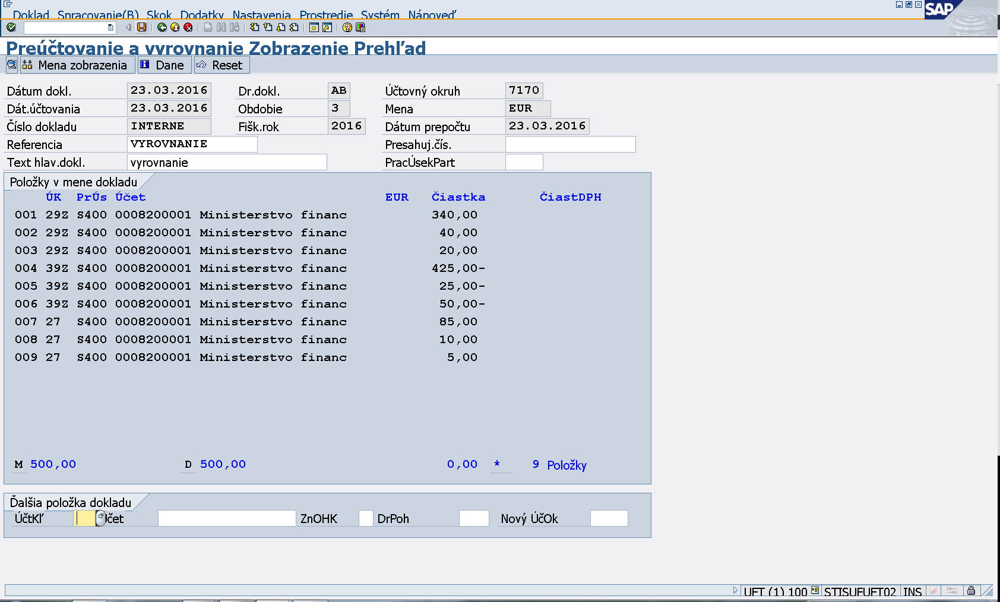 Doklad Spracovanie(B) Skok Dodatky Nastavenia Prostredie Systém Nápoveď
SAP
Preúčtovanie a vyrovnanie Zobrazenie Prehľad
Mena zobrazenia Dane Reset
Dátum dokl. 23.03.2016 Dr.dokl. AB Účtovný okruh 7170
Dát.účtovania 23.03.2016 Obdobie 3 Mena EUR
Číslo dokladu INTERNE Fišk.rok 2016 Dátum prepočtu 23.03.2016
Referencia VYROVNANIE Presahuj.čís.
Text hlav.dokl. vyrovnanie PracÚsekPart
Položky v mene dokladu
ÚK PrÚs Účet EUR Čiastka ČiastDPH
001 29Z S400 0008200001 Ministerstvo financ 340,00
002 29Z S400 0008200001 Ministerstvo financ 40,00
003 29Z S400 0008200001 Ministerstvo financ 20,00
004 39Z S400 0008200001 Ministerstvo financ 425,00-
005 39Z S400 0008200001 Ministerstvo financ 25,00-
006 39Z S400 0008200001 Ministerstvo financ 50,00-
007 27 S400 0008200001 Ministerstvo financ 85,00
008 27 S400 0008200001 Ministerstvo financ 10,00
009 27 S400 0008200001 Ministerstvo financ 5,00
M 500,00 D 500,00 0,00 * 9 Položky
Ďalšia položka dokladu
ÚčtKľ Účet ZnOHK DrPoh Nový ÚčOk
UFT (1) 100 STISUFUFT02 INS